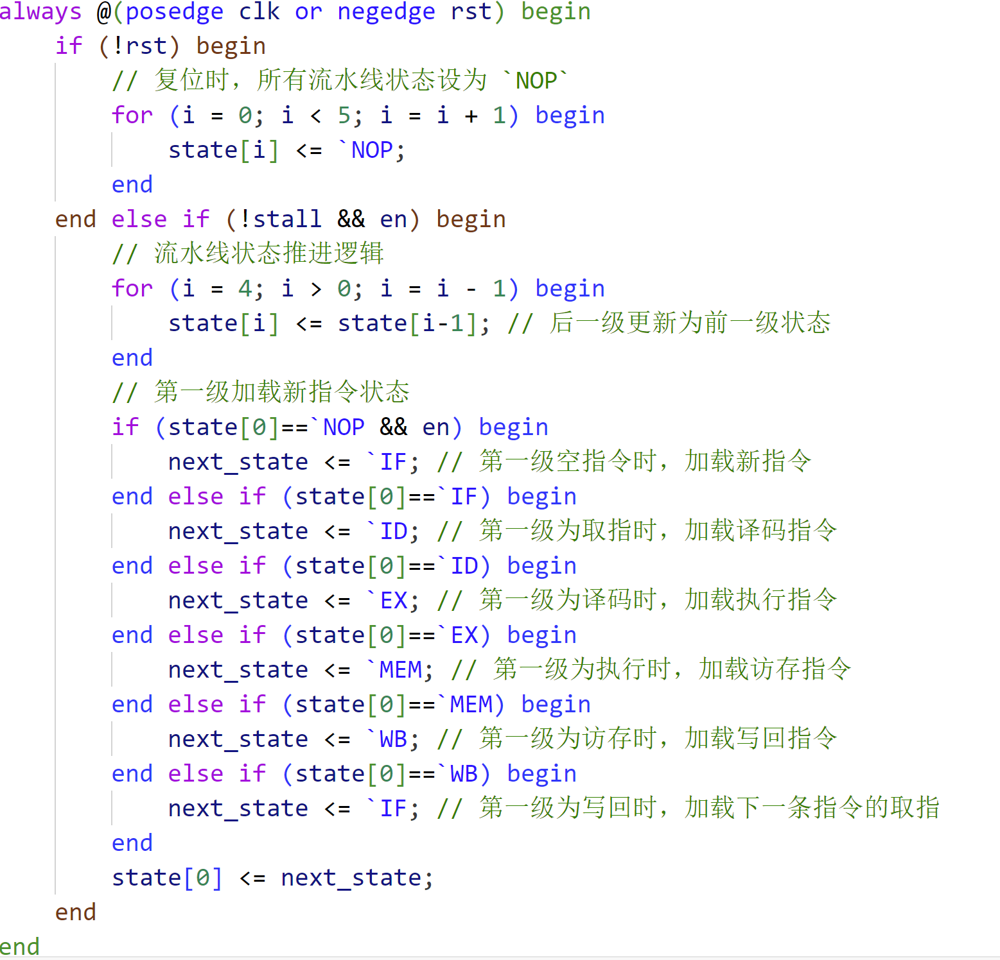 always @(posedge clk or negedge rst) begin
    if (!rst) begin
        // 复位时，所有流水线状态设为 `NOP`
        for (i = 0; i < 5; i = i + 1) begin
            state[i] <= `NOP;
        end
    end else if (!stall && en) begin
        // 流水线状态推进逻辑
        for (i = 4; i > 0; i = i - 1) begin
            state[i] <= state[i-1]; // 后一级更新为前一级状态
        end
        // 第一级加载新指令状态
        if (state[0]==`NOP && en) begin
            next_state <= `IF; // 第一级空指令时，加载新指令
        end else if (state[0]==`IF) begin
            next_state <= `ID; // 第一级为取指时，加载译码指令
        end else if (state[0]==`ID) begin
            next_state <= `EX; // 第一级为译码时，加载执行指令
        end else if (state[0]==`EX) begin
            next_state <= `MEM; // 第一级为执行时，加载访存指令
        end else if (state[0]==`MEM) begin
            next_state <= `WB; // 第一级为访存时，加载写回指令
        end else if (state[0]==`WB) begin
            next_state <= `IF; // 第一级为写回时，加载下一条指令的取指
        end
        state[0] <= next_state;
    end
end